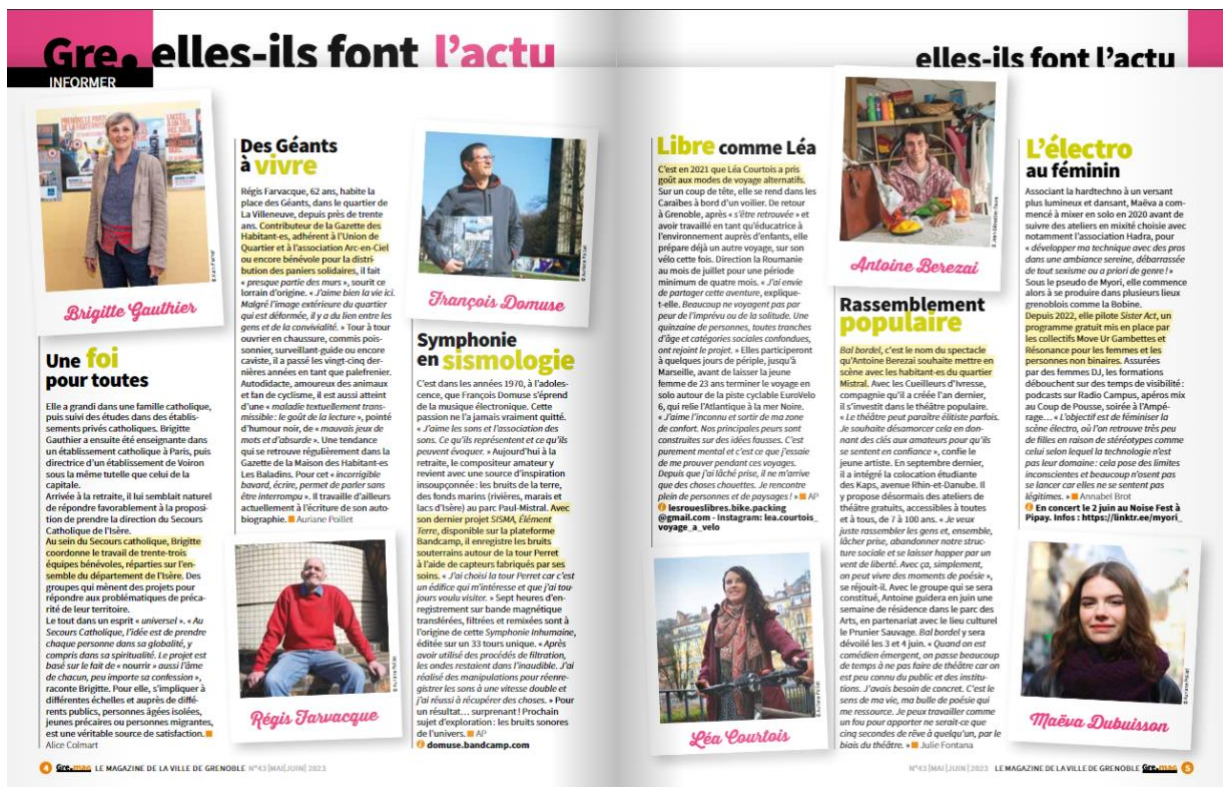 Gre. elles-ils font l'actu
INFORMER
Brigitte Gauthier
Une foi
pour toutes
Elle a grandi dans une famille catholique,
puis suivi des études dans des établis-
sements privés catholiques. Brigitte
Gauthier a ensuite été enseignante dans
un établissement catholique à Paris, puis
directrice d'un établissement de Voiron
sous la même tutelle que celui de la
capitale.
Arrivée à la retraite, il lui semblait naturel
de répondre favorablement à la proposi-
tion de prendre la direction du Secours
Catholique de l'Isère.
Au sein du Secours catholique, Brigitte
coordonne le travail de trente-trois
équipes bénévoles, réparties sur l'en-
semble du département de l'Isère. Des
groupes qui mènent des projets pour
répondre aux problématiques de préca-
rité de leur territoire.
Le tout dans un esprit « universel ». « Au
Secours Catholique, l'idée est de prendre
chaque personne dans sa globalité, y
compris dans sa spiritualité. Le projet est
basé sur le fait de « nourrir » aussi l'âme
de chacun, peu importe sa confession »,
raconte Brigitte. Pour elle, s'impliquer à
différentes échelles et auprès de diffé-
rents publics, personnes âgées isolées,
jeunes précaires ou personnes migrantes,
est une véritable source de satisfaction.
Alice Colmart
Des Géants
à vivre
Régis Farvacque, 62 ans, habite la
place des Géants, dans le quartier de
La Villeneuve, depuis près de trente
ans. Contributeur de la Gazette des
Habitant-es, adhérent à l'Union de
Quartier et à l'association Arc-en-Ciel
ou encore bénévole pour la distri-
bution des paniers solidaires, il fait
« presque partie des murs », sourit ce
lorrain d'origine. « J'aime bien la vie ici.
Malgré l'image extérieure du quartier
qui est déformée, il y a du lien entre les
gens et de la convivialité. » Tour à tour
ouvrier en chaussure, commis pois-
sonnier, surveillant-guide ou encore
caviste, il a passé les vingt-cinq der-
nières années en tant que palefrenier.
Autodidacte, amoureux des animaux
et fan de cyclisme, il est aussi atteint
d'une « maladie textuellement trans-
missible : le goût de la lecture », pointe
d'humour noir, de « mauvais jeux de
mots et d'absurde ». Une tendance
qui se retrouve régulièrement dans la
Gazette de la Maison des Habitant-es
Les Baladins. Pour cet « incorrigible
bavard, écrire, permet de parler sans
être interrompu ». Il travaille d'ailleurs
actuellement à l'écriture de son auto-
biographie. Auriane Poillet
Régis Farvacque
François Domuse
Symphonie
en sismologie
C'est dans les années 1970, à l'adoles-
cence, que François Domuse s'éprend
de la musique électronique. Cette
passion ne l'a jamais vraiment quitté.
« J'aime les sons et l'association des
sons. Ce qu'ils représentent et ce qu'ils
peuvent évoquer. » Aujourd'hui à la
retraite, le compositeur amateur y
revient avec une source d'inspiration
insoupçonnée : les bruits de la terre,
des fonds marins (rivières, marais et
lacs d'Isère) au parc Paul-Mistral. Avec
son dernier projet SISMA, Élément
Terre, disponible sur la plateforme
Bandcamp, il enregistre les bruits
souterrains autour de la tour Perret
à l'aide de capteurs fabriqués par ses
soins. « J'ai choisi la tour Perret car c'est
un édifice qui m'intéresse et que j'ai tou-
jours voulu visiter. » Sept heures d'en-
registrement sur bande magnétique
transférées, filtrées et remixées sont à
l'origine de cette Symphonie Inhumaine,
éditée sur un 33 tours unique. « Après
avoir utilisé des procédés de filtration,
les ondes restaient dans l'inaudible. J'ai
réalisé des manipulations pour réenre-
gistrer les sons à une vitesse double et
j'ai réussi à récupérer des choses. » Pour
un résultat… surprenant ! Prochain
sujet d'exploration : les bruits sonores
de l'univers. AP
domuse.bandcamp.com
4 Gre.mag LE MAGAZINE DE LA VILLE DE GRENOBLE N°43 | MAI | JUIN | 2023
elles-ils font l'actu
Libre comme Léa
C'est en 2021 que Léa Courtois a pris
goût aux modes de voyage alternatifs.
Sur un coup de tête, elle se rend dans les
Caraïbes à bord d'un voilier. De retour
à Grenoble, après « s'être retrouvée » et
avoir travaillé en tant qu'éducatrice à
l'environnement auprès d'enfants, elle
prépare déjà un autre voyage, sur son
vélo cette fois. Direction la Roumanie
au mois de juillet pour une période
minimum de quatre mois. « J'ai envie
de partager cette aventure, explique-
t-elle. Beaucoup ne voyagent pas par
peur de l'imprévu ou de la solitude. Une
quinzaine de personnes, toutes tranches
d'âge et catégories sociales confondues,
ont rejoint le projet. » Elles participeront
à quelques jours de périple, jusqu'à
Marseille, avant de laisser la jeune
femme de 23 ans terminer le voyage en
solo autour de la piste cyclable EuroVelo
6, qui relie l'Atlantique à la mer Noire.
« J'aime l'inconnu et sortir de ma zone
de confort. Nos principales peurs sont
construites sur des idées fausses. C'est
purement mental et c'est ce que j'essaie
de me prouver pendant ces voyages.
Depuis que j'ai lâché prise, il ne m'arrive
que des choses chouettes. Je rencontre
plein de personnes et de paysages ! » AP
lesroueslibres.bike.packing
@gmail.com - Instagram: lea.courtois_
voyage_a_velo
Léa Courtois
Antoine Berezai
Rassemblement
populaire
Bal bordel, c'est le nom du spectacle
qu'Antoine Berezai souhaite mettre en
scène avec les habitant-es du quartier
Mistral. Avec les Cueilleurs d'Ivresse,
compagnie qu'il a créée l'an dernier,
il s'investit dans le théâtre populaire.
« Le théâtre peut paraître élitiste parfois.
Je souhaite désamorcer cela en don-
nant des clés aux amateurs pour qu'ils
se sentent en confiance », confie le
jeune artiste. En septembre dernier,
il a intégré la colocation étudiante
des Kaps, avenue Rhin-et-Danube. Il
y propose désormais des ateliers de
théâtre gratuits, accessibles à toutes
et à tous, de 7 à 100 ans. « Je veux
juste rassembler les gens et, ensemble,
lâcher prise, abandonner notre struc-
ture sociale et se laisser happer par un
vent de liberté. Avec ça, simplement,
on peut vivre des moments de poésie »,
se réjouit-il. Avec le groupe qui se sera
constitué, Antoine guidera en juin une
semaine de résidence dans le parc des
Arts, en partenariat avec le lieu culturel
le Prunier Sauvage. Bal bordel y sera
dévoilé les 3 et 4 juin. « Quand on est
comédien émergent, on passe beaucoup
de temps à ne pas faire de théâtre car on
est peu connu du public et des institu-
tions. J'avais besoin de concret. C'est le
sens de ma vie, ma bulle de poésie qui
me ressource. Je peux travailler comme
un fou pour apporter ne serait-ce que
cinq secondes de rêve à quelqu'un, par le
biais du théâtre. » Julie Fontana
L'électro
au féminin
Associant la hardtechno à un versant
plus lumineux et dansant, Maëva a com-
mencé à mixer en solo en 2020 avant de
suivre des ateliers en mixité choisie avec
notamment l'association Hadra, pour
« développer ma technique avec des pros
dans une ambiance sereine, débarrassée
de tout sexisme ou a priori de genre ! »
Sous le pseudo de Myori, elle commence
alors à se produire dans plusieurs lieux
grenoblois comme la Bobine.
Depuis 2022, elle pilote Sister Act, un
programme gratuit mis en place par
les collectifs Move Ur Gambettes et
Résonance pour les femmes et les
personnes non binaires. Assurées
par des femmes DJ, les formations
débouchent sur des temps de visibilité :
podcasts sur Radio Campus, apéros mix
au Coup de Pousse, soirée à l'Ampé-
rage… « L'objectif est de féminiser la
scène électro, où l'on retrouve très peu
de filles en raison de stéréotypes comme
celui selon lequel la technologie n'est
pas leur domaine : cela pose des limites
inconscientes et beaucoup n'osent pas
se lancer car elles ne se sentent pas
légitimes. » Annabel Brot
En concert le 2 juin au Noise Fest à
Pipay. Infos : https://linktr.ee/myori_
Maëva Dubuisson
N°43 | MAI | JUIN | 2023 LE MAGAZINE DE LA VILLE DE GRENOBLE Gre.mag 5